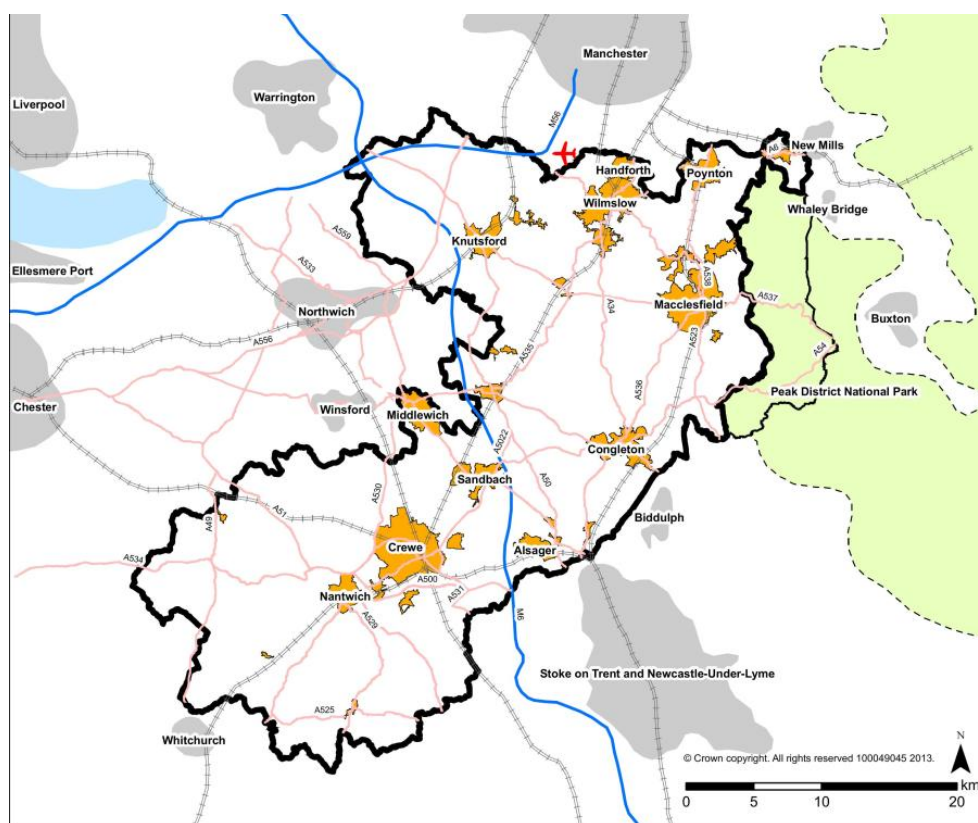 Manchester
Liverpool
Warrington
M56
New Mills
A6
Handforth
Poynton
Wilmslow
Whaley Bridge
A559
Knutsford
A533
Ellesmere Port
A538
A537
Macclesfield
A34
Northwich
Buxton
A523
A556
A535
A54
A536
Peak District National Park
Chester
Winsford
Middlewich
A5022
Congleton
Sandbach
A50
A530
A51
A49
Biddulph
Crewe
Alsager
A534
A500
A531
Nantwich
M6
A529
Stoke on Trent and Newcastle-Under-Lyme
A525
Whitchurch
N
© Crown copyright. All rights reserved 100049045 2013.
km
0 5 10 20